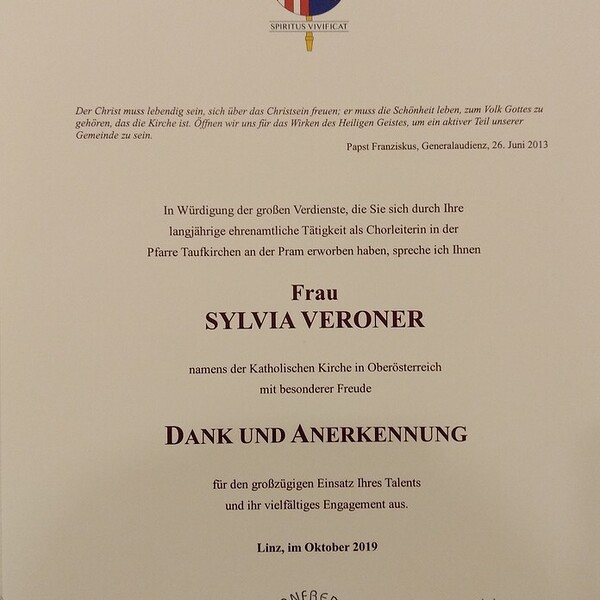 SPIRITUS VIVIFICAT
Der Christ muss lebendig sein, sich über das Christsein freuen; er muss die Schönheit leben, zum Volk Gottes zu
gehören, das die Kirche ist. Öffnen wir uns für das Wirken des Heiligen Geistes, um ein aktiver Teil unserer
Gemeinde zu sein.
Papst Franziskus, Generalaudienz, 26. Juni 2013
In Würdigung der großen Verdienste, die Sie sich durch Ihre
langjährige ehrenamtliche Tätigkeit als Chorleiterin in der
Pfarre Taufkirchen an der Pram erworben haben, spreche ich Ihnen
Frau
SYLVIA VERONER
namens der Katholischen Kirche in Oberösterreich
mit besonderer Freude
DANK UND ANERKENNUNG
für den großzügigen Einsatz Ihres Talents
und ihr vielfältiges Engagement aus.
Linz, im Oktober 2019